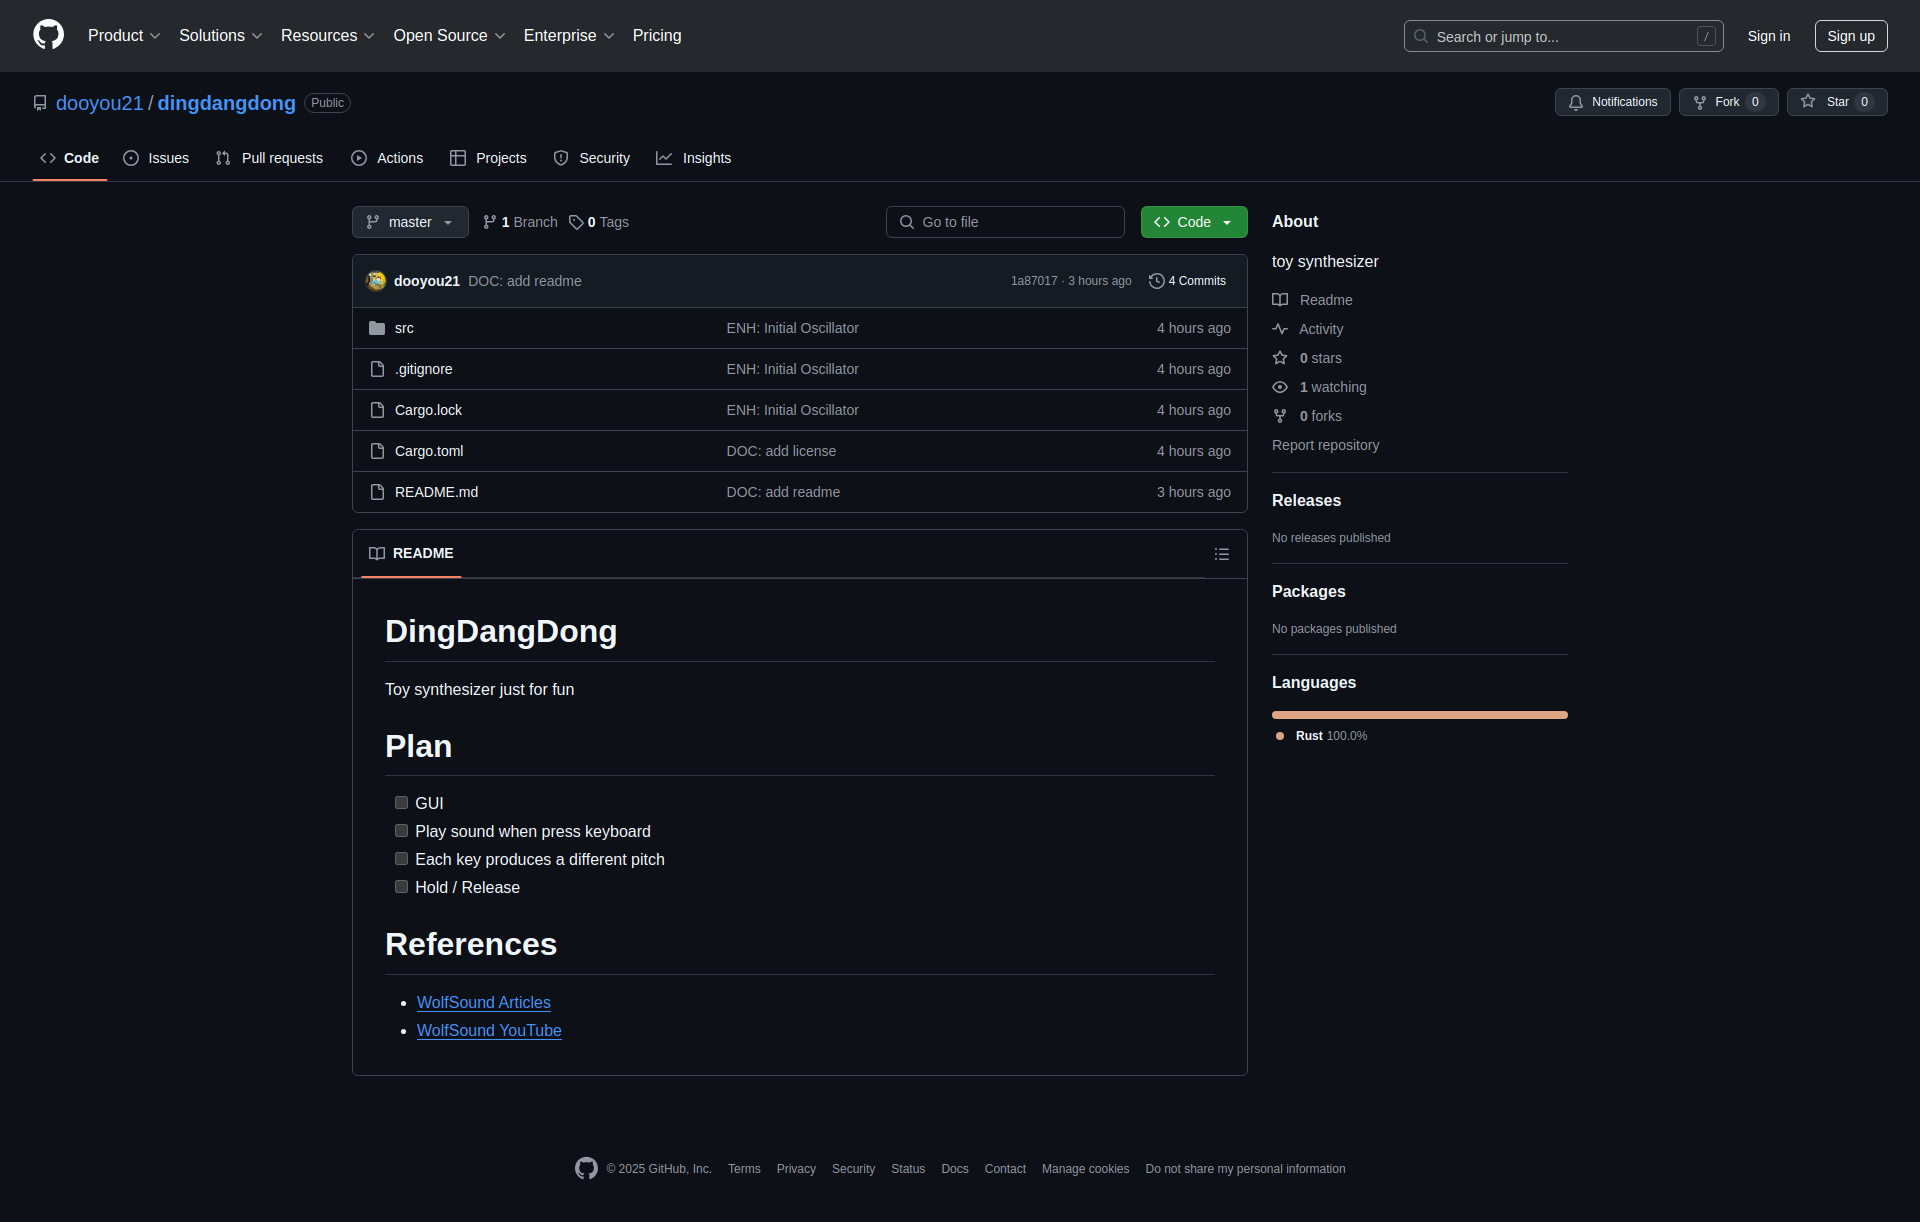 Product Solutions Resources Open Source Enterprise Pricing Search or jump to... / Sign in Sign up
dooyou21 / dingdangdong Public Notifications Fork 0 Star 0
Code Issues Pull requests Actions Projects Security Insights
master 1 Branch 0 Tags Go to file Code
dooyou21 DOC: add readme 1a87017 · 3 hours ago 4 Commits
src ENH: Initial Oscillator 4 hours ago
.gitignore ENH: Initial Oscillator 4 hours ago
Cargo.lock ENH: Initial Oscillator 4 hours ago
Cargo.toml DOC: add license 4 hours ago
README.md DOC: add readme 3 hours ago
README
DingDangDong
Toy synthesizer just for fun
Plan
GUI
Play sound when press keyboard
Each key produces a different pitch
Hold / Release
References
WolfSound Articles
WolfSound YouTube
About
toy synthesizer
Readme
Activity
0 stars
1 watching
0 forks
Report repository
Releases
No releases published
Packages
No packages published
Languages
Rust 100.0%
© 2025 GitHub, Inc. Terms Privacy Security Status Docs Contact Manage cookies Do not share my personal information